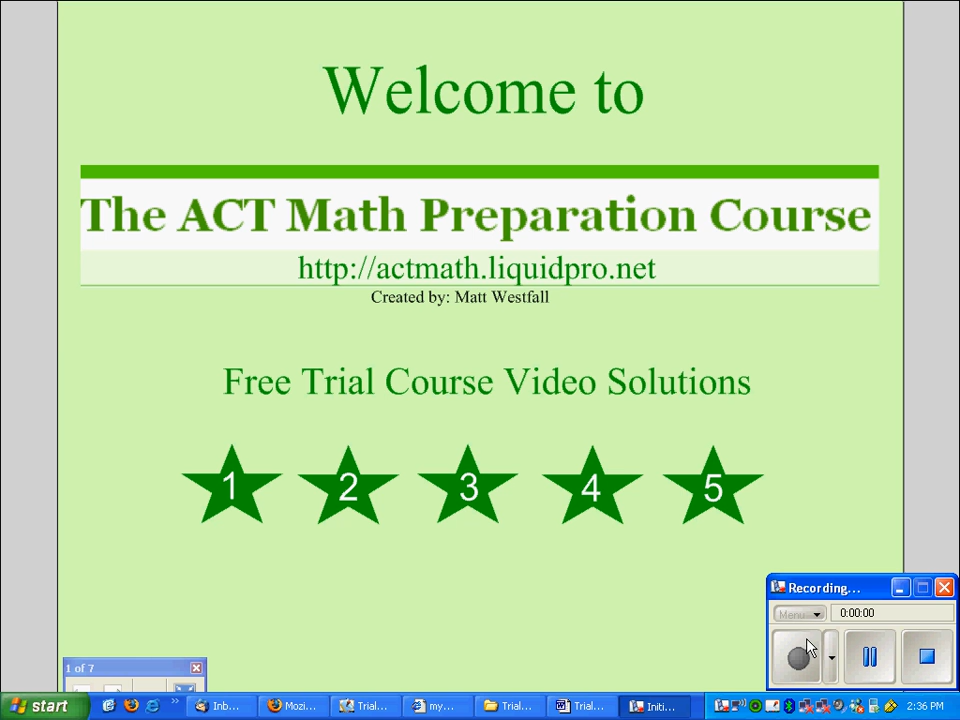 Welcome to
The ACT Math Preparation Course
http://actmath.liquidpro.net
Created by: Matt Westfall
Free Trial Course Video Solutions
1 2 3 4 5
Recording...
Menu 0:00:00
1 of 7
start Inb... Mozi... Trial... my... Trial... Trial... Initi... 2:36 PM